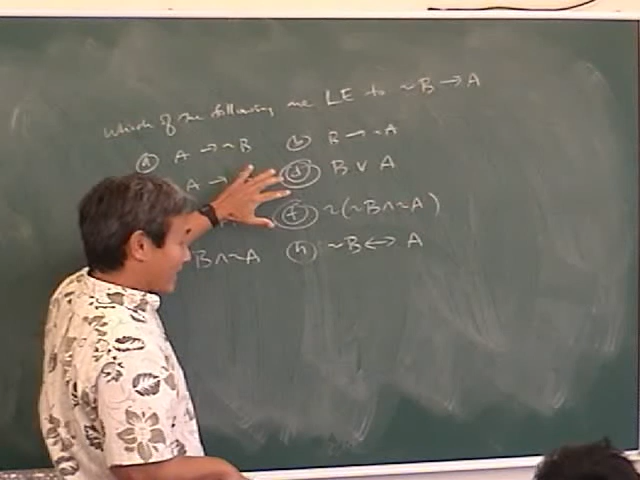 Which of the following are LE to ~B → A
(a) A → ~B (b) B → ~A
A → (d) B ∨ A
(f) ~(~B ∧ ~A)
B ∧ ~A (h) ~B ↔ A